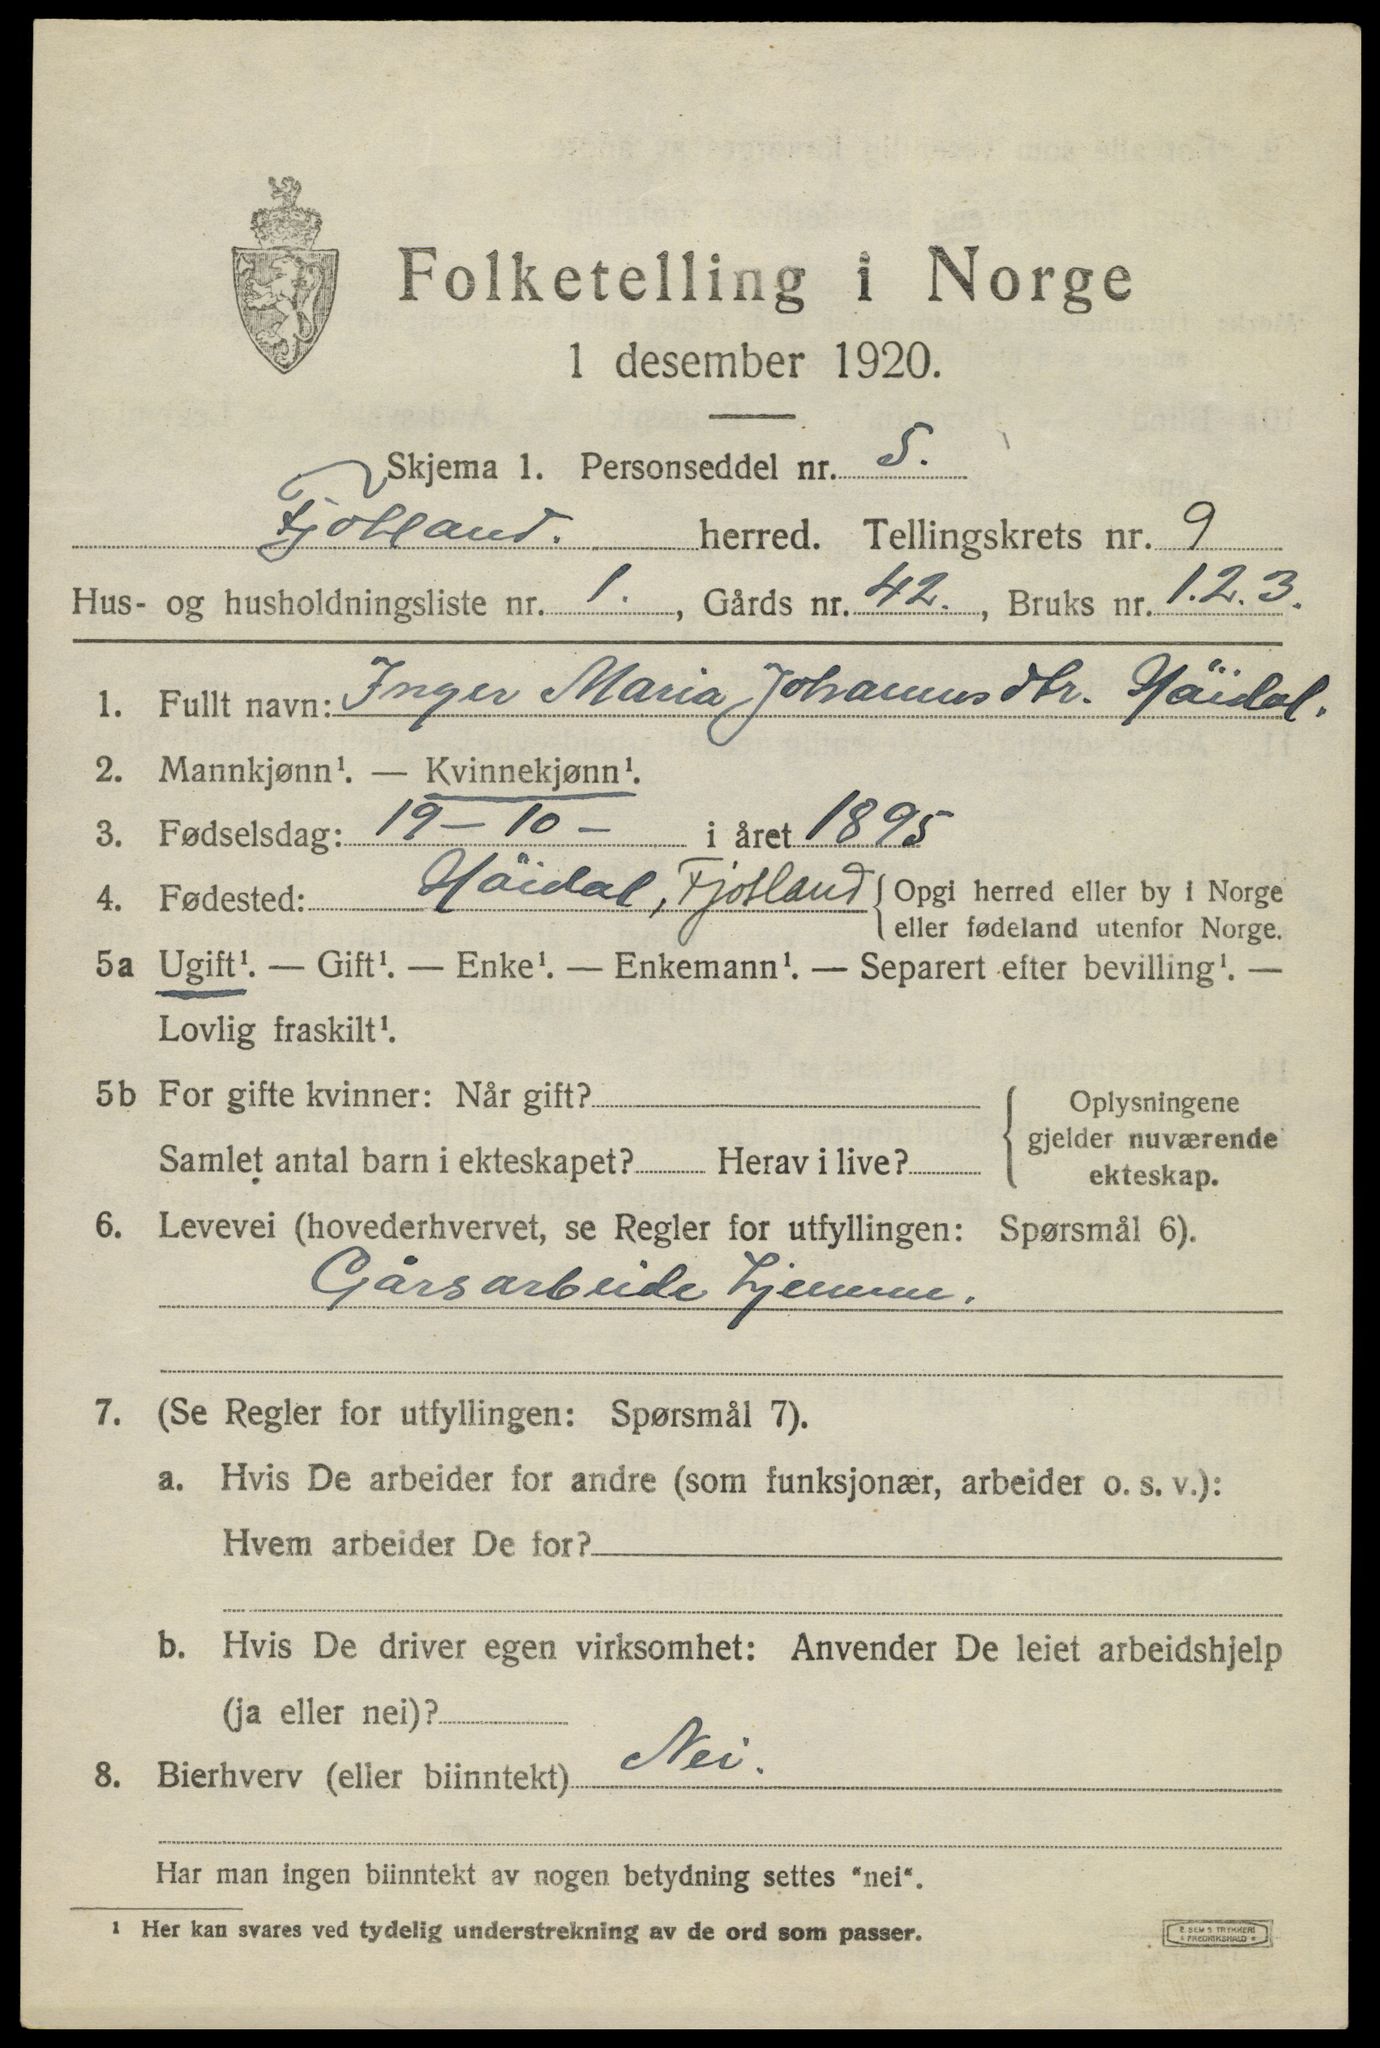 Folketelling i Norge
1 desember 1920.
Skjema 1. Personseddel nr. 5.
Fjotland. herred. Tellingskrets nr. 9
Hus- og husholdningsliste nr. 1., Gårds nr. 42., Bruks nr. 1.2.3.
1. Fullt navn: Inger Maria Johannusdtr. Höidal.
2. Mannkjønn¹. — Kvinnekjønn¹.
3. Fødselsdag: 19 – 10 – i året 1895
4. Fødested: Höidal, Fjotland { Opgi herred eller by i Norge
eller fødeland utenfor Norge.
5a Ugift¹. — Gift¹. — Enke¹. — Enkemann¹. — Separert efter bevilling¹. —
Lovlig fraskilt¹.
5b For gifte kvinner: Når gift?
Samlet antal barn i ekteskapet? Herav i live?
{ Oplysningene
gjelder nuværende
ekteskap.
6. Levevei (hovederhvervet, se Regler for utfyllingen: Spørsmål 6).
Gårsarbeide hjemme.
7. (Se Regler for utfyllingen: Spørsmål 7).
a. Hvis De arbeider for andre (som funksjonær, arbeider o. s. v.):
Hvem arbeider De for?
b. Hvis De driver egen virksomhet: Anvender De leiet arbeidshjelp
(ja eller nei)?
8. Bierhverv (eller biinntekt) Nei.
Har man ingen biinntekt av nogen betydning settes "nei".
¹ Her kan svares ved tydelig understrekning av de ord som passer.
E. SEM'S TRYKKERI
FREDRIKSHALD